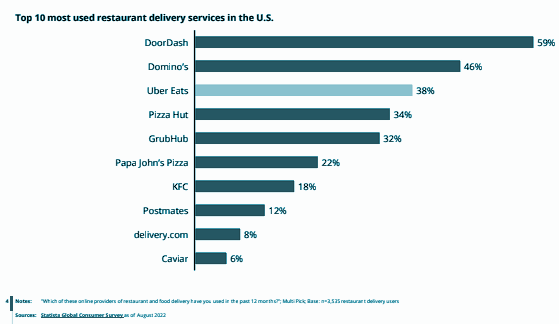 Top 10 most used restaurant delivery services in the U.S.
DoorDash 59%
Domino's 46%
Uber Eats 38%
Pizza Hut 34%
GrubHub 32%
Papa John's Pizza 22%
KFC 18%
Postmates 12%
delivery.com 8%
Caviar 6%
4 Notes: "Which of these online providers of restaurant and food delivery have you used in the past 12 months?"; Multi Pick; Base: n=3,535 restaurant delivery users
Sources: Statista Global Consumer Survey as of August 2022